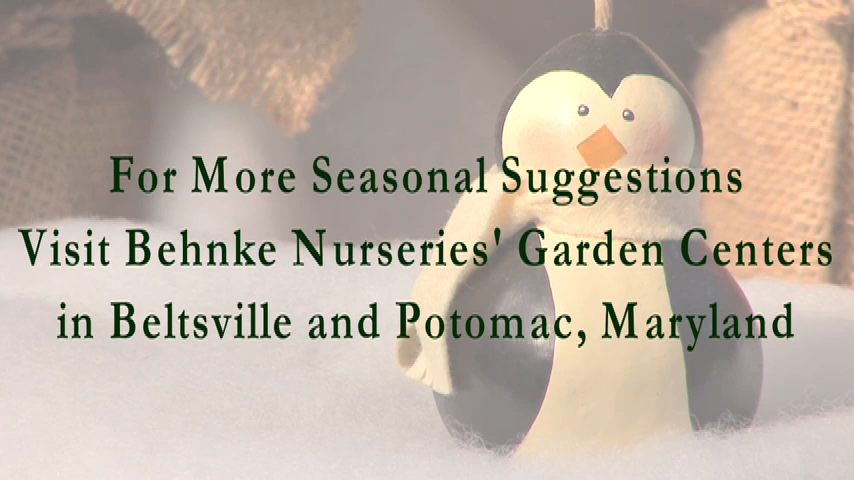 For More Seasonal Suggestions
Visit Behnke Nurseries' Garden Centers
in Beltsville and Potomac, Maryland